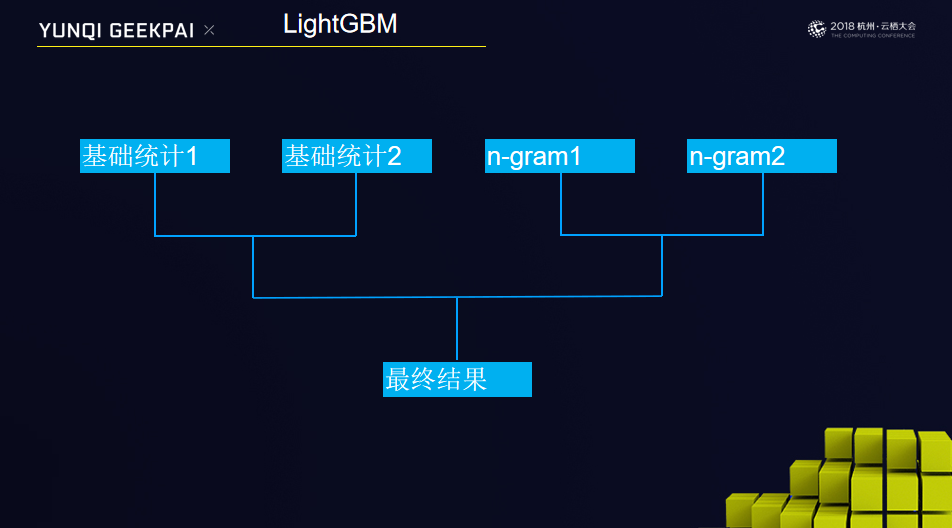 YUNQI GEEKPAI ×
LightGBM
2018 杭州·云栖大会
THE COMPUTING CONFERENCE
基础统计1
基础统计2
n-gram1
n-gram2
最终结果